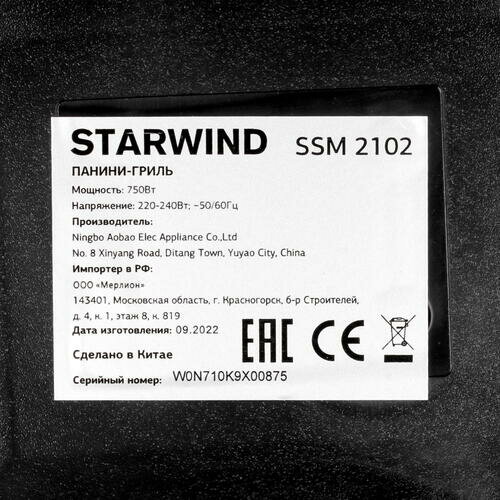 STARWIND SSM 2102
ПАНИНИ-ГРИЛЬ
Мощность: 750Вт
Напряжение: 220-240Вт; ~50/60Гц
Производитель:
Ningbo Aobao Elec Appliance Co.,Ltd
No. 8 Xinyang Road, Ditang Town, Yuyao City, China
Импортер в РФ:
ООО «Мерлион»
143401, Московская область, г. Красногорск, б-р Строителей,
д. 4, к. 1, этаж 8, к. 819
Дата изготовления: 09.2022
Сделано в Китае
EAC CE
Серийный номер: W0N710K9X00875